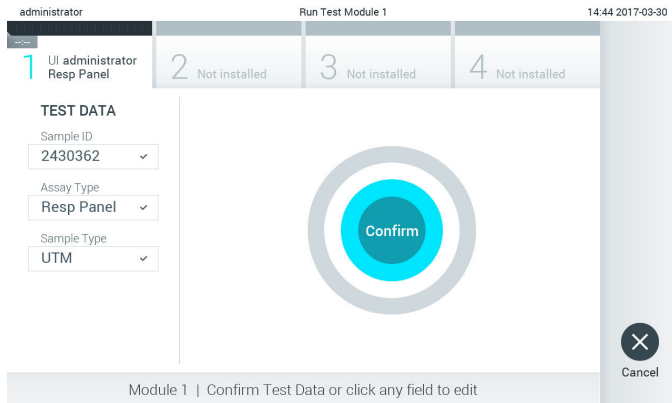 administrator
Run Test Module 1
14:44 2017-03-30
--:--
1
UI administrator
Resp Panel
2 Not installed
3 Not installed
4 Not installed
TEST DATA
Sample ID
2430362
Assay Type
Resp Panel
Sample Type
UTM
Confirm
Cancel
Module 1 | Confirm Test Data or click any field to edit